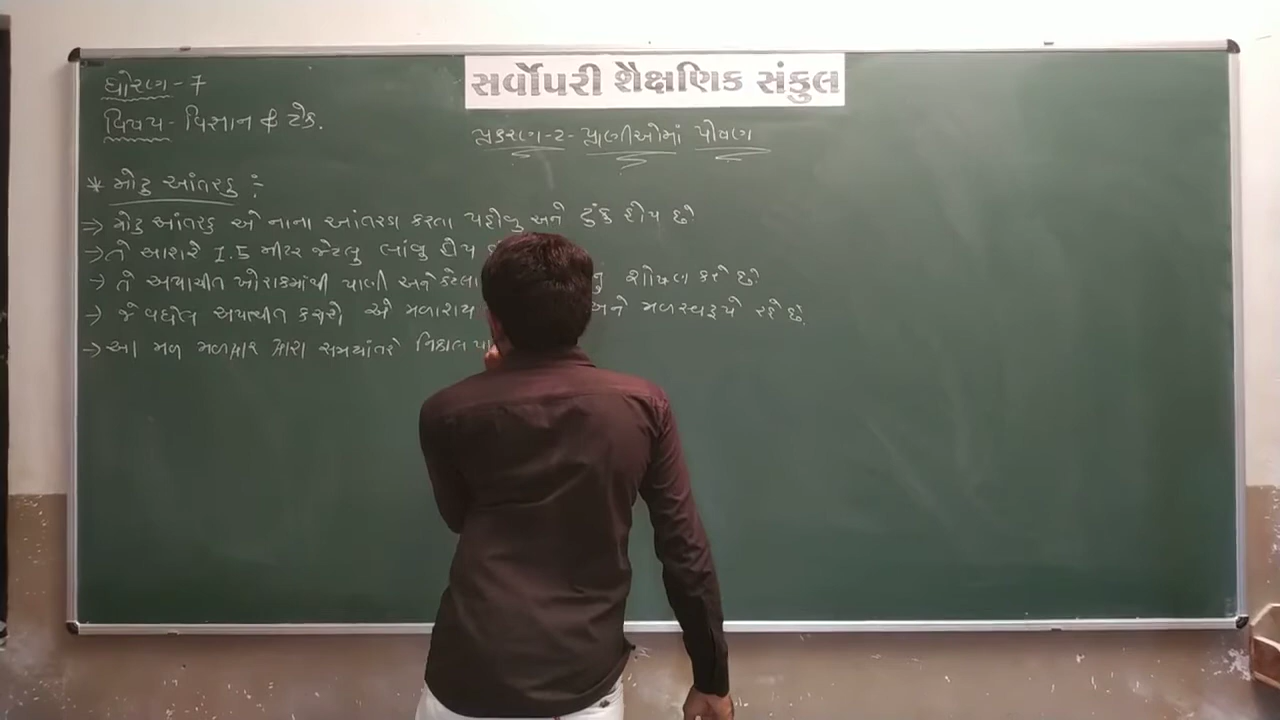 સર્વોપરી શૈક્ષણિક સંકુલ
ધોરણ - 7
વિષય - વિજ્ઞાન & ટેક.
પ્રકરણ-2- પ્રાણીઓમાં પોષણ
* મોટુ આંતરડુ :-
→ મોટુ આંતરડુ એ નાના આંતરડા કરતા પહોળુ અને ટુંકુ હોય છે
→ તે આશરે 1.5 મીટર જેટલુ લાંબુ હોય
→ તે અપાચીત ખોરાકમાંથી પાણી અને કેટલા નુ શોષણ કરે છે
→ જે વધેલ અપાચીત કચરો, એ મળાશય અને મળસ્વરૂપે રહે છે.
→ આ મળ મળદ્વાર દ્વારા સમયાંતરે નિકાલ પા